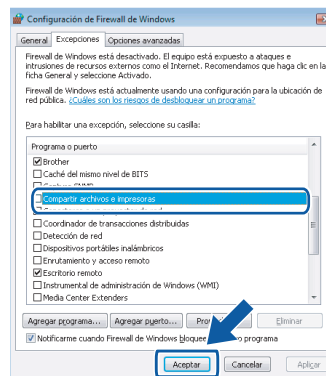 Configuración de Firewall de Windows
General Excepciones Opciones avanzadas
Firewall de Windows está desactivado. El equipo está expuesto a ataques e
intrusiones de recursos externos como el Internet. Recomendamos que haga clic en la
ficha General y seleccione Activado.
Firewall de Windows está actualmente usando una configuración para la ubicación de
red pública. ¿Cuáles son los riesgos de desbloquear un programa?
Para habilitar una excepción, seleccione su casilla:
Programa o puerto
Brother
Caché del mismo nivel de BITS
Compartir archivos e impresoras
Coordinador de transacciones distribuidas
Detección de red
Dispositivos portátiles inalámbricos
Enrutamiento y acceso remoto
Escritorio remoto
Instrumental de administración de Windows (WMI)
Media Center Extenders
Agregar programa... Agregar puerto... Eliminar
Notificarme cuando Firewall de Windows bloquee programa
Aceptar Cancelar Aplicar